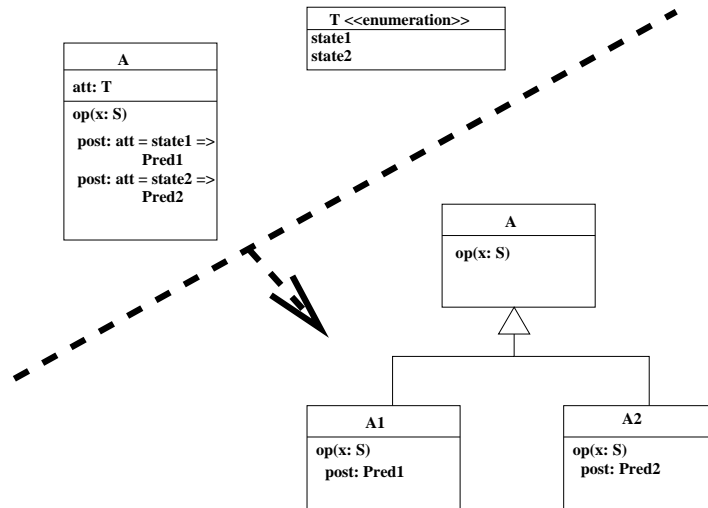 T <<enumeration>>
state1
state2
A
att: T
op(x: S)
post: att = state1 =>
Pred1
post: att = state2 =>
Pred2
A
op(x: S)
A1
op(x: S)
post: Pred1
A2
op(x: S)
post: Pred2